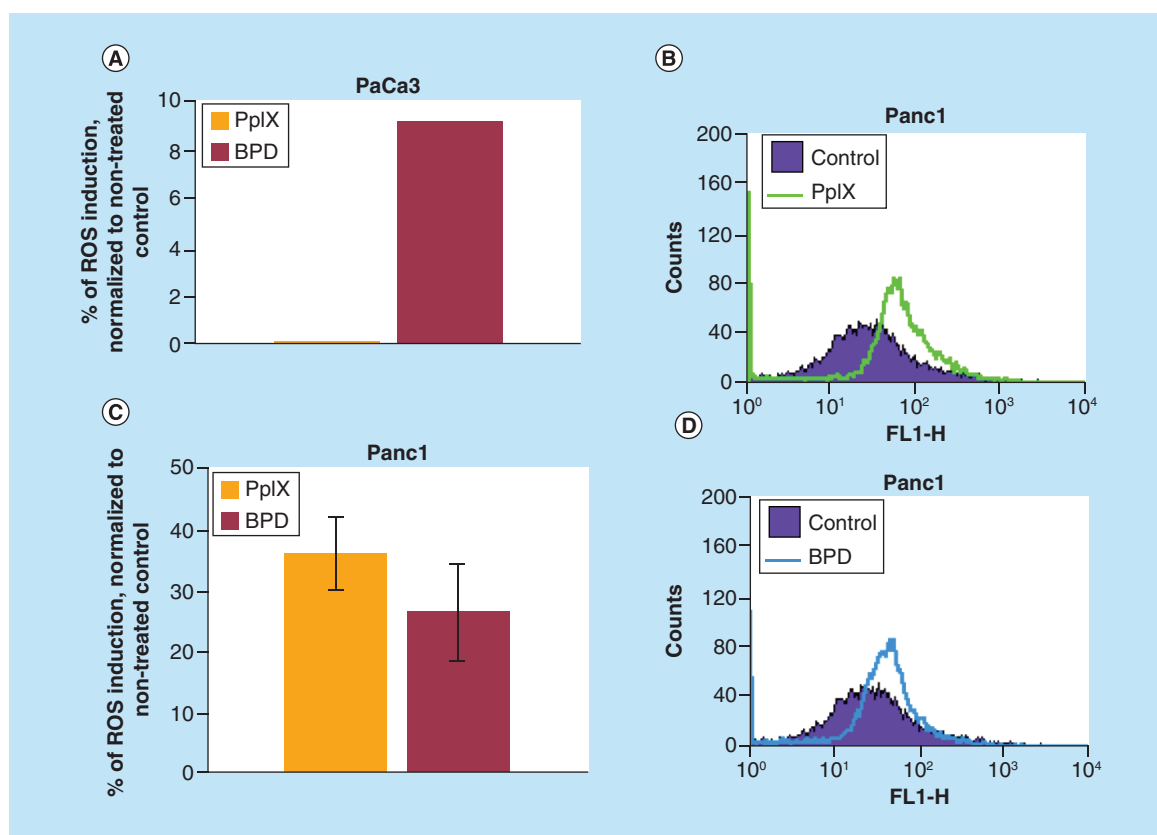 A
PaCa3
% of ROS induction,
normalized to non-treated
control
10
8
6
4
2
0
PpIX
BPD
B
Panc1
Counts
200
160
120
80
40
0
Control
PpIX
10⁰ 10¹ 10² 10³ 10⁴
FL1-H
C
Panc1
% of ROS induction, normalized to
non-treated control
50
40
30
20
10
0
PpIX
BPD
D
Panc1
Counts
200
160
120
80
40
0
Control
BPD
10⁰ 10¹ 10² 10³ 10⁴
FL1-H